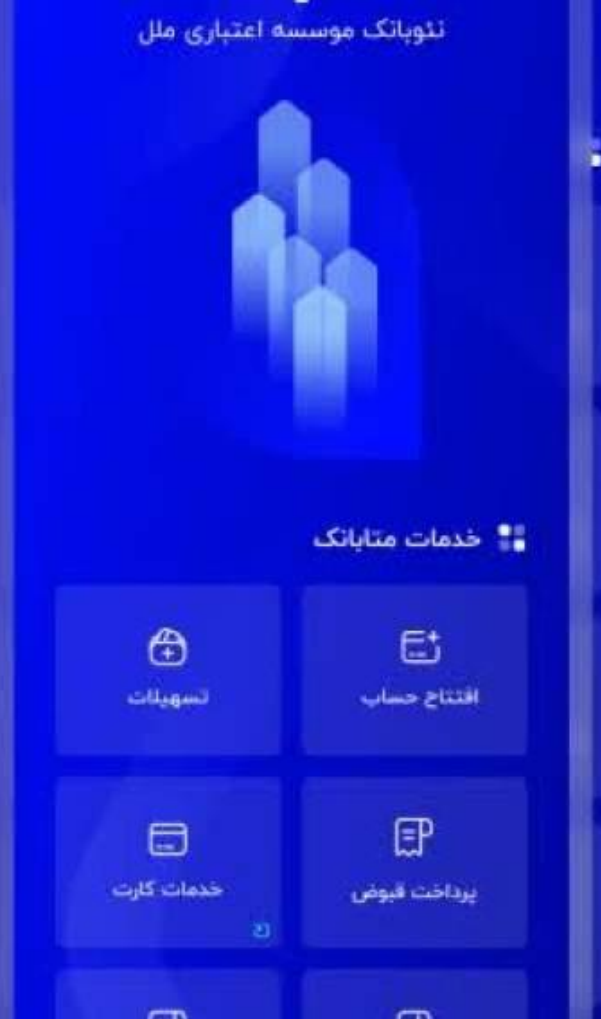 نئوبانک موسسه اعتباری ملل
خدمات متابانک
افتتاح حساب
تسهیلات
پرداخت قبوض
خدمات کارت